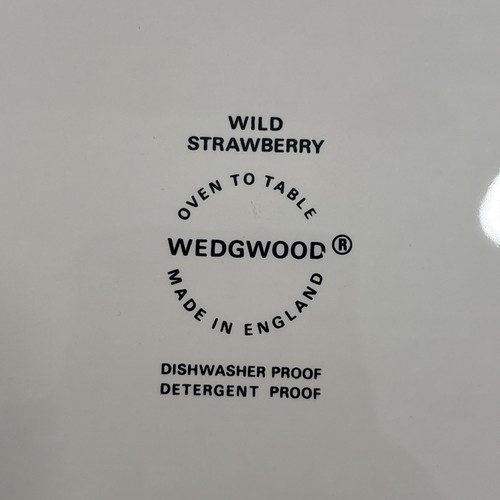 WILD
STRAWBERRY
OVEN TO TABLE
WEDGWOOD®
MADE IN ENGLAND
DISHWASHER PROOF
DETERGENT PROOF